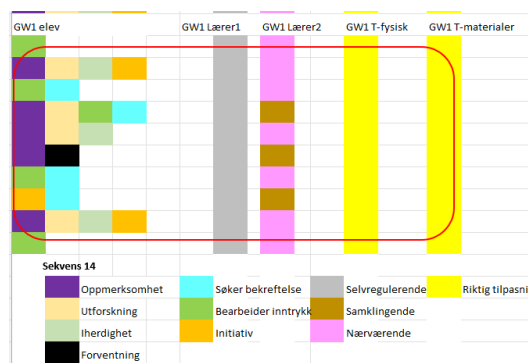 GW1 elev GW1 Lærer1 GW1 Lærer2 GW1 T-fysisk GW1 T-materialer
Sekvens 14
Oppmerksomhet Søker bekreftelse Selvregulerende Riktig tilpasni
Utforskning Bearbeider inntrykk Samklingende
Iherdighet Initiativ Nærværende
Forventning